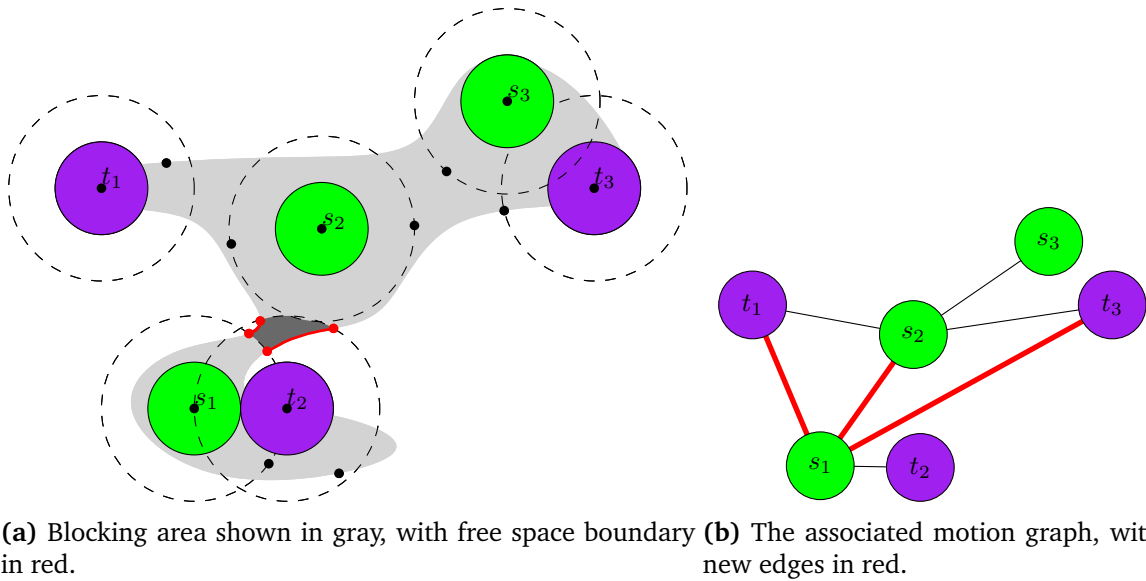 s3
t1
t3
s2
s1
t2
s3
t1
t3
s2
s1
t2
(a) Blocking area shown in gray, with free space boundary
in red.
(b) The associated motion graph, wit
new edges in red.